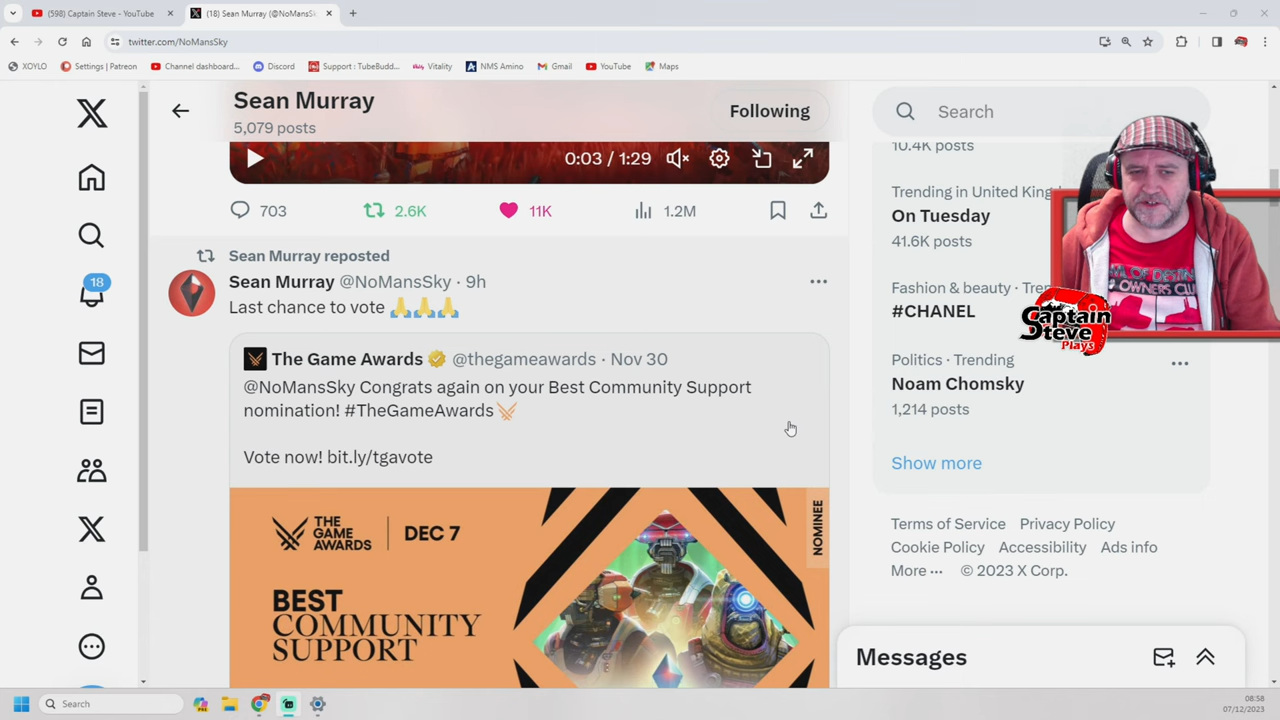 (598) Captain Steve - YouTube
(18) Sean Murray (@NoMansSk
twitter.com/NoMansSky
XOYLO
Settings | Patreon
Channel dashboard...
Discord
Support : TubeBudd...
Vitality
NMS Amino
Gmail
YouTube
Maps
Sean Murray
5,079 posts
Following
0:03 / 1:29
703
2.6K
11K
1.2M
Sean Murray reposted
Sean Murray @NoMansSky · 9h
Last chance to vote 🙏🙏🙏
The Game Awards @thegameawards · Nov 30
@NoMansSky Congrats again on your Best Community Support
nomination! #TheGameAwards
Vote now! bit.ly/tgavote
THE
GAME
AWARDS
DEC 7
NOMINEE
BEST
COMMUNITY
SUPPORT
18
Search
10.4K posts
Trending in United King
On Tuesday
41.6K posts
Fashion & beauty · Tren
#CHANEL
Politics · Trending
Noam Chomsky
1,214 posts
Show more
Terms of Service Privacy Policy
Cookie Policy Accessibility Ads info
More ··· © 2023 X Corp.
Messages
OWNERS CLUB
Captain
Steve
Plays
Search
08:58
07/12/2023